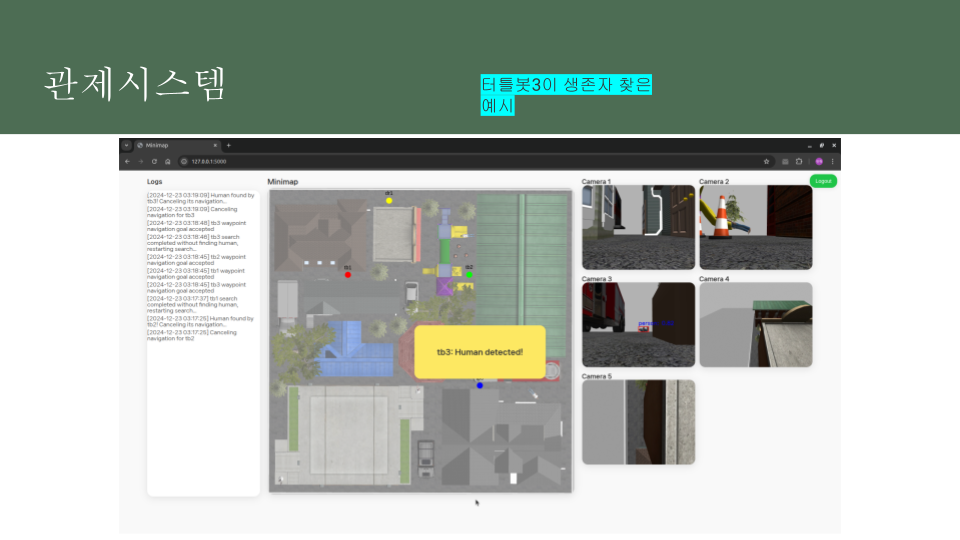 관제시스템
터틀봇3이 생존자 찾은
예시
Minimap
127.0.0.1:5000
Logs
[2024-12-23 03:19:09] Human found by
tb3! Canceling its navigation...
[2024-12-23 03:19:09] Canceling
navigation for tb3
[2024-12-23 03:18:48] tb3 waypoint
navigation goal accepted
[2024-12-23 03:18:46] tb3 search
completed without finding human,
restarting search...
[2024-12-23 03:18:45] tb2 waypoint
navigation goal accepted
[2024-12-23 03:18:45] tb1 waypoint
navigation goal accepted
[2024-12-23 03:18:45] tb3 waypoint
navigation goal accepted
[2024-12-23 03:17:37] tb1 search
completed without finding human,
restarting search...
[2024-12-23 03:17:25] Human found by
tb2! Canceling its navigation...
[2024-12-23 03:17:25] Canceling
navigation for tb2
Minimap
tb1
tb2
tb3: Human detected!
Camera 1
Camera 2
Logout
Camera 3
Camera 4
Camera 5